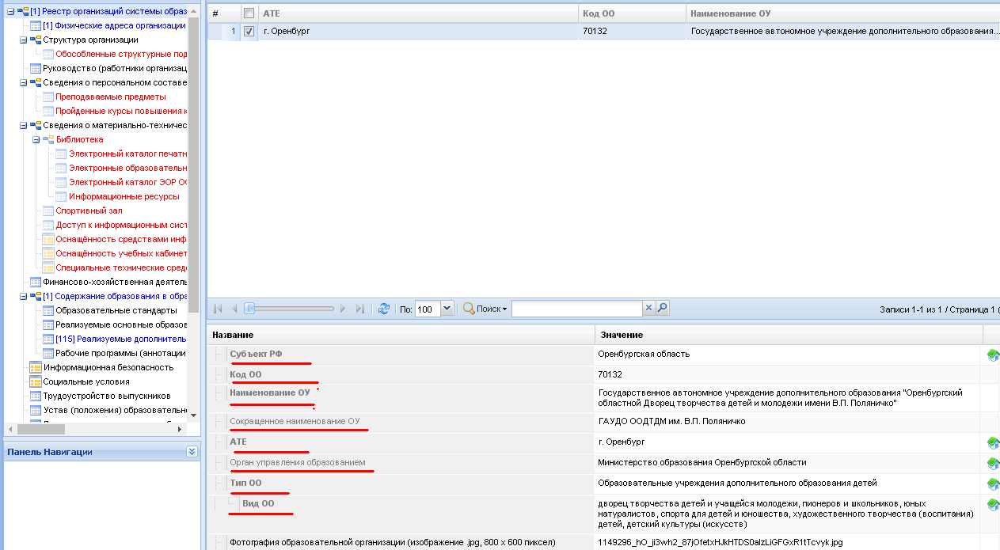 [1] Реестр организаций системы образ
[1] Физические адреса организации
Структура организации
Обособленные структурные под
Руководство (работники организац
Сведения о персональном составе
Преподаваемые предметы
Пройденные курсы повышения к
Сведения о материально-техничес
Библиотека
Электронный каталог печатн
Электронные образовательн
Электронный каталог ЭОР ОО
Информационные ресурсы
Спортивный зал
Доступ к информационным сист
Оснащённость средствами инф
Оснащённость учебных кабинет
Специальные технические сред
Финансово-хозяйственная деятель
[1] Содержание образования в обра
Образовательные стандарты
Реализуемые основные образов
[115] Реализуемые дополнитель
Рабочие программы (аннотации
Информационная безопасность
Социальные условия
Трудоустройство выпускников
Устав (положения) образовательн
Панель Навигации
# АТЕ Код ОО Наименование ОУ
1 г. Оренбург 70132 Государственное автономное учреждение дополнительного образования...
По: 100 Поиск Записи 1-1 из 1 / Страница 1 (
Название Значение
Субъект РФ Оренбургская область
Код ОО 70132
Наименование ОУ * Государственное автономное учреждение дополнительного образования "Оренбургский
областной Дворец творчества детей и молодежи имени В.П. Поляничко"
Сокращенное наименование ОУ ГАУДО ООДТДМ им. В.П. Поляничко
АТЕ г. Оренбург
Орган управления образованием Министерство образования Оренбургской области
Тип ОО Образовательные учреждения дополнительного образования детей
Вид ОО дворец творчества детей и учащейся молодежи, пионеров и школьников, юных
натуралистов, спорта для детей и юношества, художественного творчества (воспитания)
детей, детский культуры (искусств)
Фотография образовательной организации (изображение .jpg, 800 x 600 пиксел) 1149296_hO_ji3wh2_87jOfetxHJkHTDS0alzLiGFGxR1tTcvyk.jpg